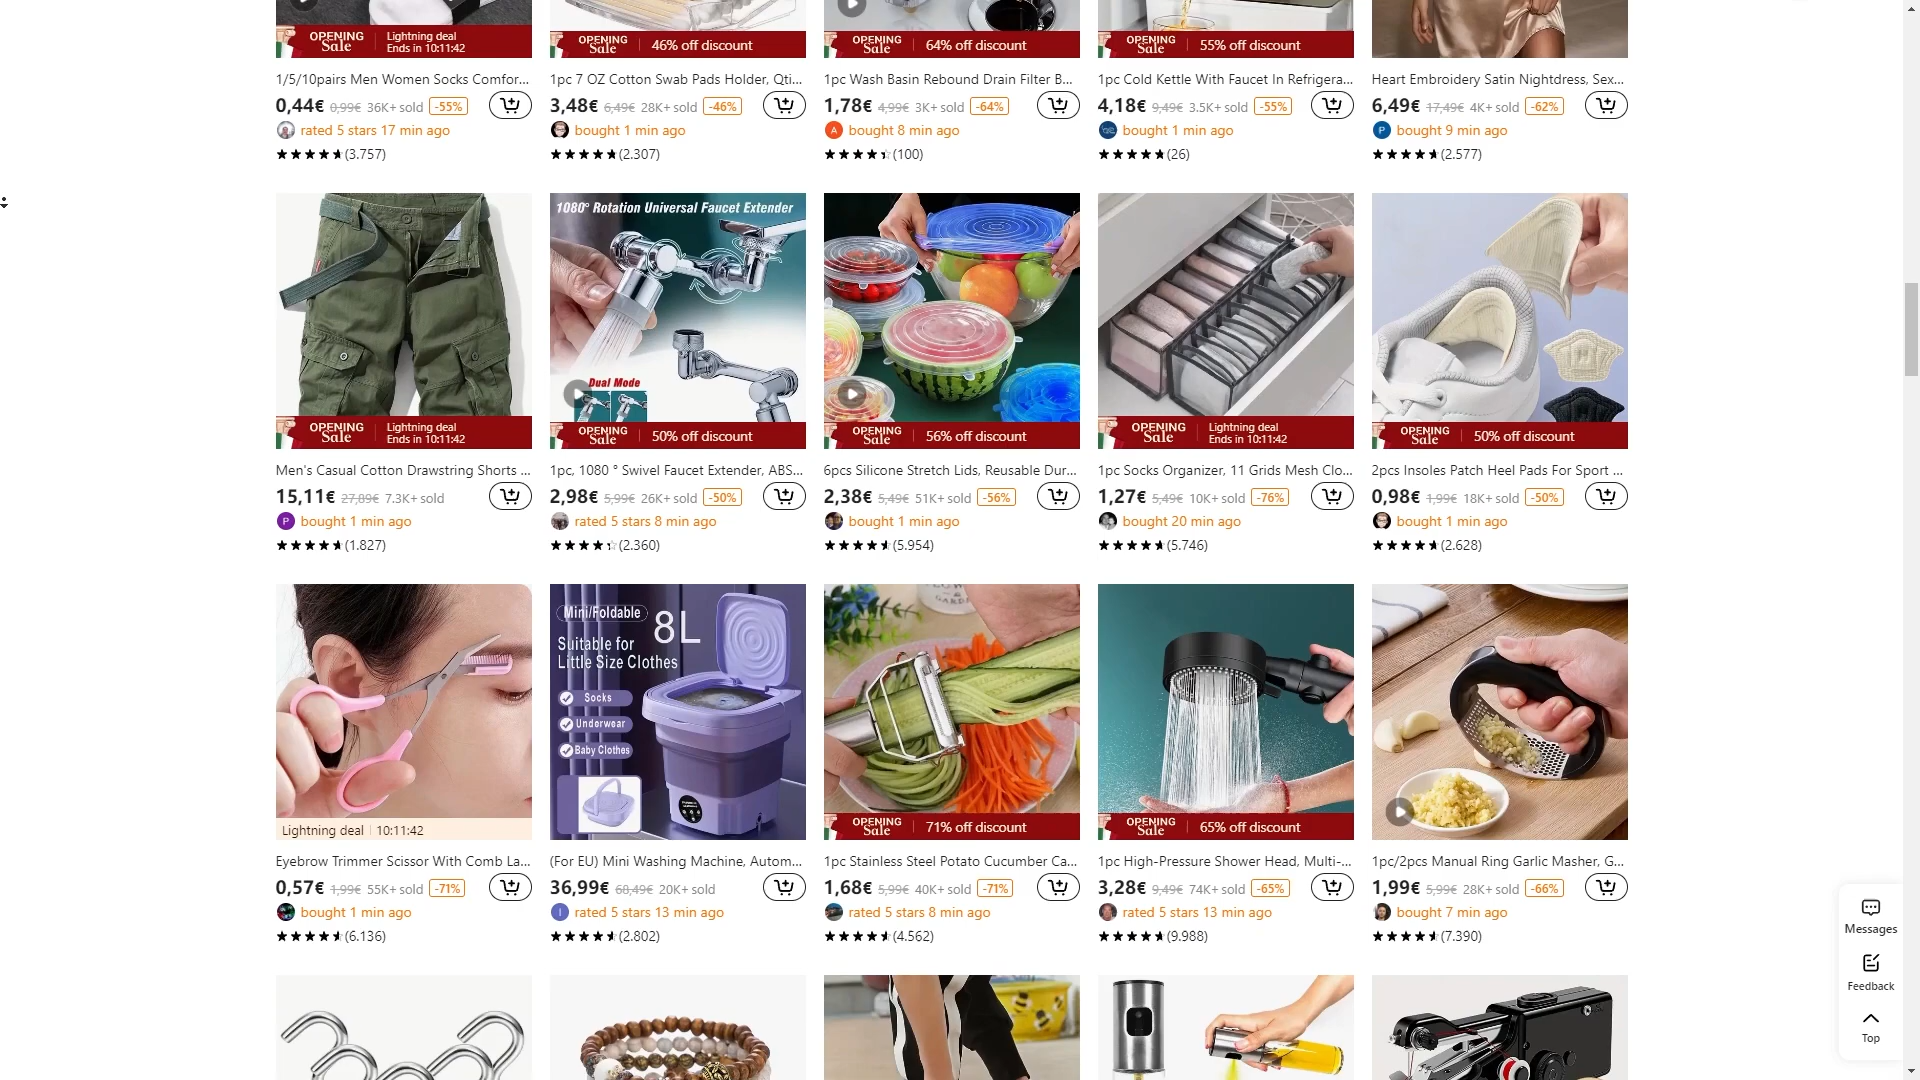 OPENING
Sale
Lightning deal
Ends in 10:11:42
OPENING
Sale
46% off discount
OPENING
Sale
64% off discount
OPENING
Sale
55% off discount
1/5/10pairs Men Women Socks Comfor...
0,44€ 0,99€ 36K+ sold -55%
rated 5 stars 17 min ago
(3.757)
1pc 7 OZ Cotton Swab Pads Holder, Qti...
3,48€ 6,49€ 28K+ sold -46%
bought 1 min ago
(2.307)
1pc Wash Basin Rebound Drain Filter B...
1,78€ 4,99€ 3K+ sold -64%
A bought 8 min ago
(100)
1pc Cold Kettle With Faucet In Refrigera...
4,18€ 9,49€ 3.5K+ sold -55%
bought 1 min ago
(26)
Heart Embroidery Satin Nightdress, Sex...
6,49€ 17,49€ 4K+ sold -62%
P bought 9 min ago
(2.577)
OPENING
Sale
Lightning deal
Ends in 10:11:42
Men's Casual Cotton Drawstring Shorts ...
15,11€ 27,89€ 7.3K+ sold
P bought 1 min ago
(1.827)
1080° Rotation Universal Faucet Extender
Dual Mode
OPENING
Sale
50% off discount
1pc, 1080 ° Swivel Faucet Extender, ABS...
2,98€ 5,99€ 26K+ sold -50%
rated 5 stars 8 min ago
(2.360)
OPENING
Sale
56% off discount
6pcs Silicone Stretch Lids, Reusable Dur...
2,38€ 5,49€ 51K+ sold -56%
bought 1 min ago
(5.954)
OPENING
Sale
Lightning deal
Ends in 10:11:42
1pc Socks Organizer, 11 Grids Mesh Clo...
1,27€ 5,49€ 10K+ sold -76%
bought 20 min ago
(5.746)
OPENING
Sale
50% off discount
2pcs Insoles Patch Heel Pads For Sport ...
0,98€ 1,99€ 18K+ sold -50%
bought 1 min ago
(2.628)
Lightning deal 10:11:42
Eyebrow Trimmer Scissor With Comb La...
0,57€ 1,99€ 55K+ sold -71%
bought 1 min ago
(6.136)
Mini/Foldable
8L
Suitable for
Little Size Clothes
Socks
Underwear
Baby Clothes
(For EU) Mini Washing Machine, Autom...
36,99€ 68,49€ 20K+ sold
I rated 5 stars 13 min ago
(2.802)
OPENING
Sale
71% off discount
1pc Stainless Steel Potato Cucumber Ca...
1,68€ 5,99€ 40K+ sold -71%
rated 5 stars 8 min ago
(4.562)
OPENING
Sale
65% off discount
1pc High-Pressure Shower Head, Multi-...
3,28€ 9,49€ 74K+ sold -65%
rated 5 stars 13 min ago
(9.988)
1pc/2pcs Manual Ring Garlic Masher, G...
1,99€ 5,99€ 28K+ sold -66%
bought 7 min ago
(7.390)
Messages
Feedback
Top